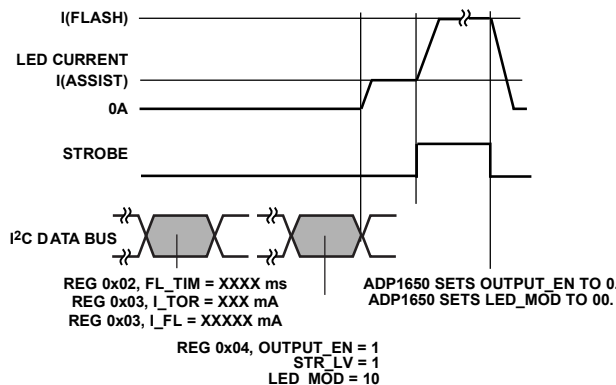 I(FLASH)
LED CURRENT
I(ASSIST)
0A
STROBE
I²C DATA BUS
REG 0x02, FL_TIM = XXXX ms
REG 0x03, I_TOR = XXX mA
REG 0x03, I_FL = XXXXX mA
ADP1650 SETS OUTPUT_EN TO 0.
ADP1650 SETS LED_MOD TO 00.
REG 0x04, OUTPUT_EN = 1
STR_LV = 1
LED_MOD = 10